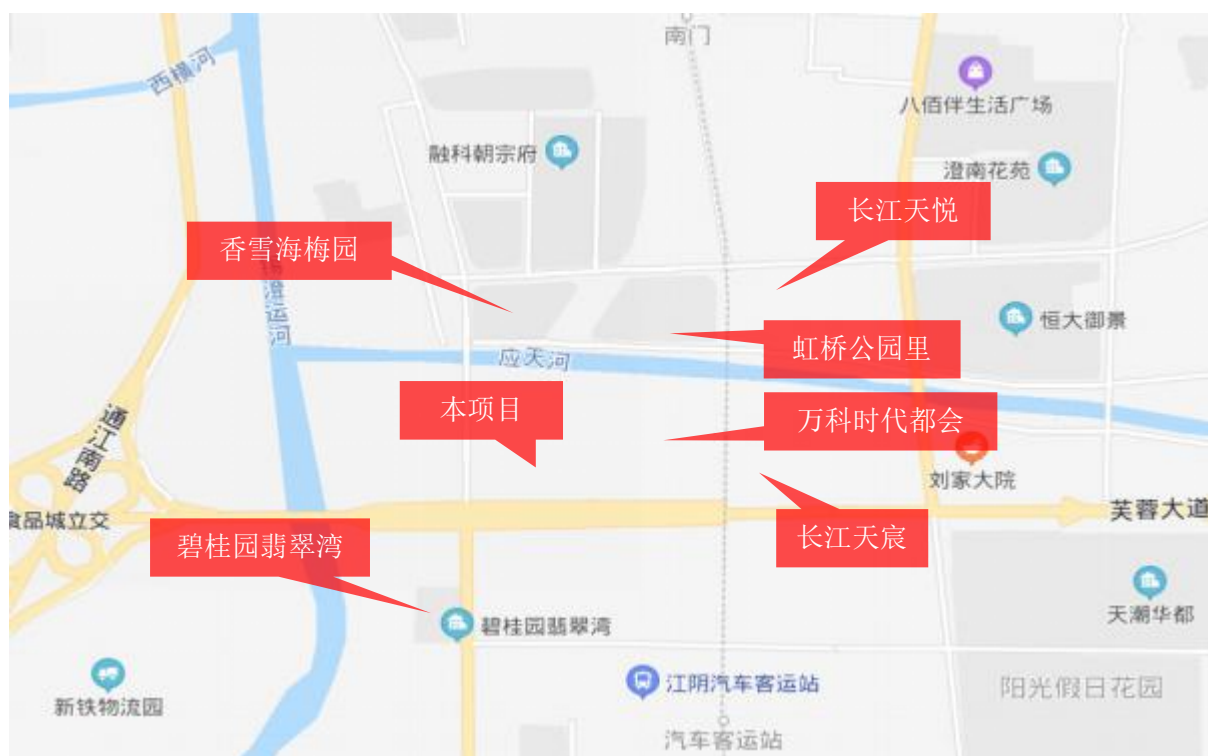 南门
西横河
八佰伴生活广场
融科朝宗府
澄南花苑
长江天悦
香雪海梅园
锡澄运河
恒大御景
虹桥公园里
应天河
本项目
万科时代都会
通江南路
刘家大院
食品城立交
芙蓉大道
长江天宸
碧桂园翡翠湾
天潮华都
碧桂园翡翠湾
江阴汽车客运站
阳光假日花园
新铁物流园
汽车客运站